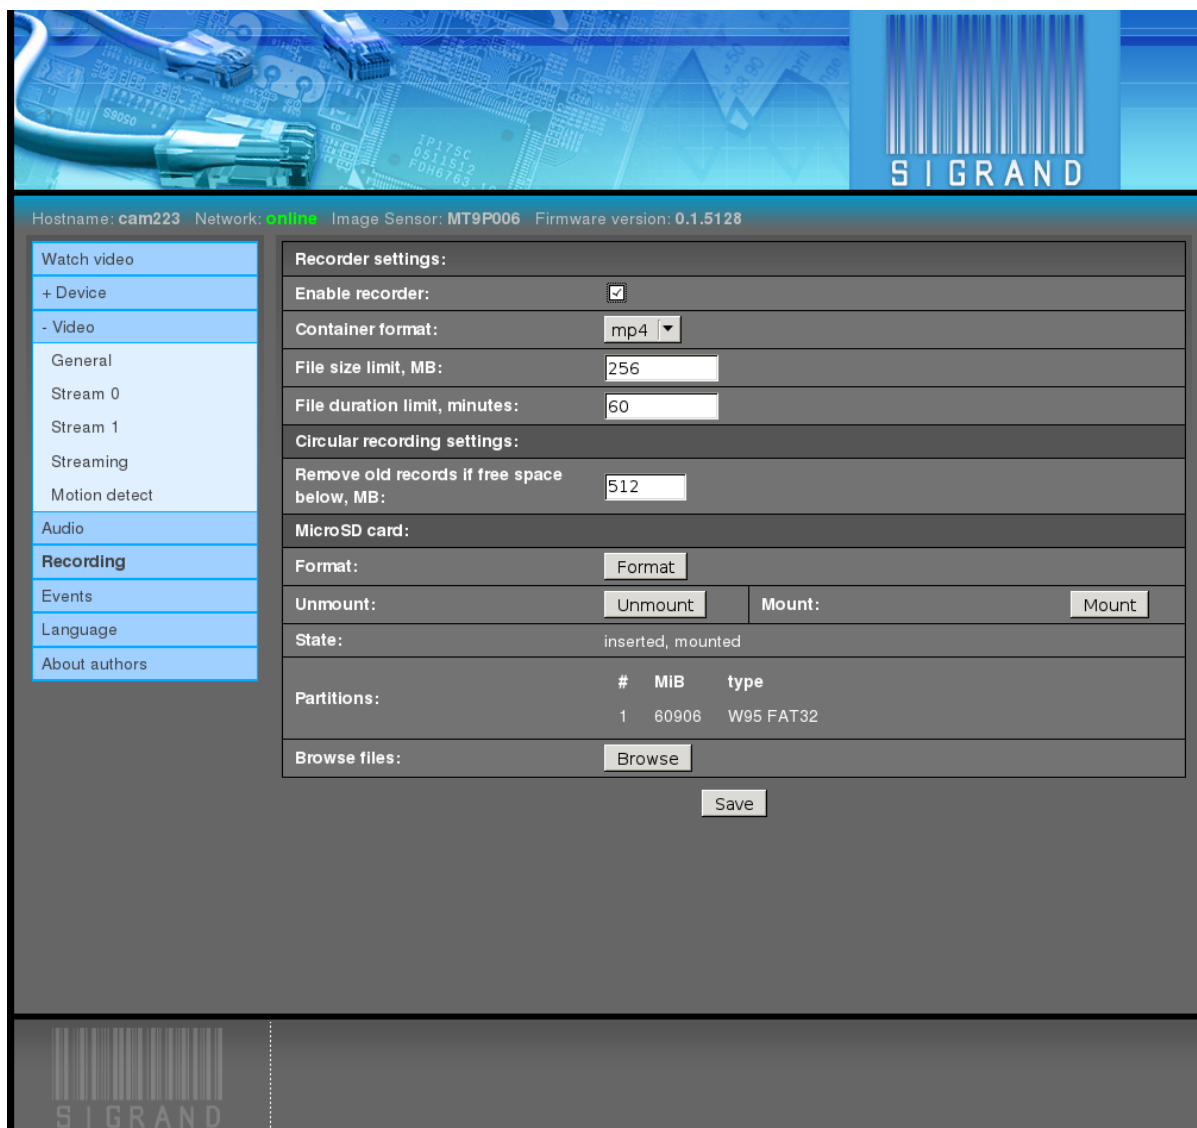 S9050
IP175C
0511S12
SIGRAND
Hostname: cam223 Network: online Image Sensor: MT9P006 Firmware version: 0.1.5128
Watch video
+ Device
- Video
General
Stream 0
Stream 1
Streaming
Motion detect
Audio
Recording
Events
Language
About authors
Recorder settings:
Enable recorder:
Container format: mp4
File size limit, MB: 256
File duration limit, minutes: 60
Circular recording settings:
Remove old records if free space
below, MB: 512
MicroSD card:
Format: Format
Unmount: Unmount Mount: Mount
State: inserted, mounted
Partitions:
# MiB type
1 60906 W95 FAT32
Browse files: Browse
Save
SIGRAND